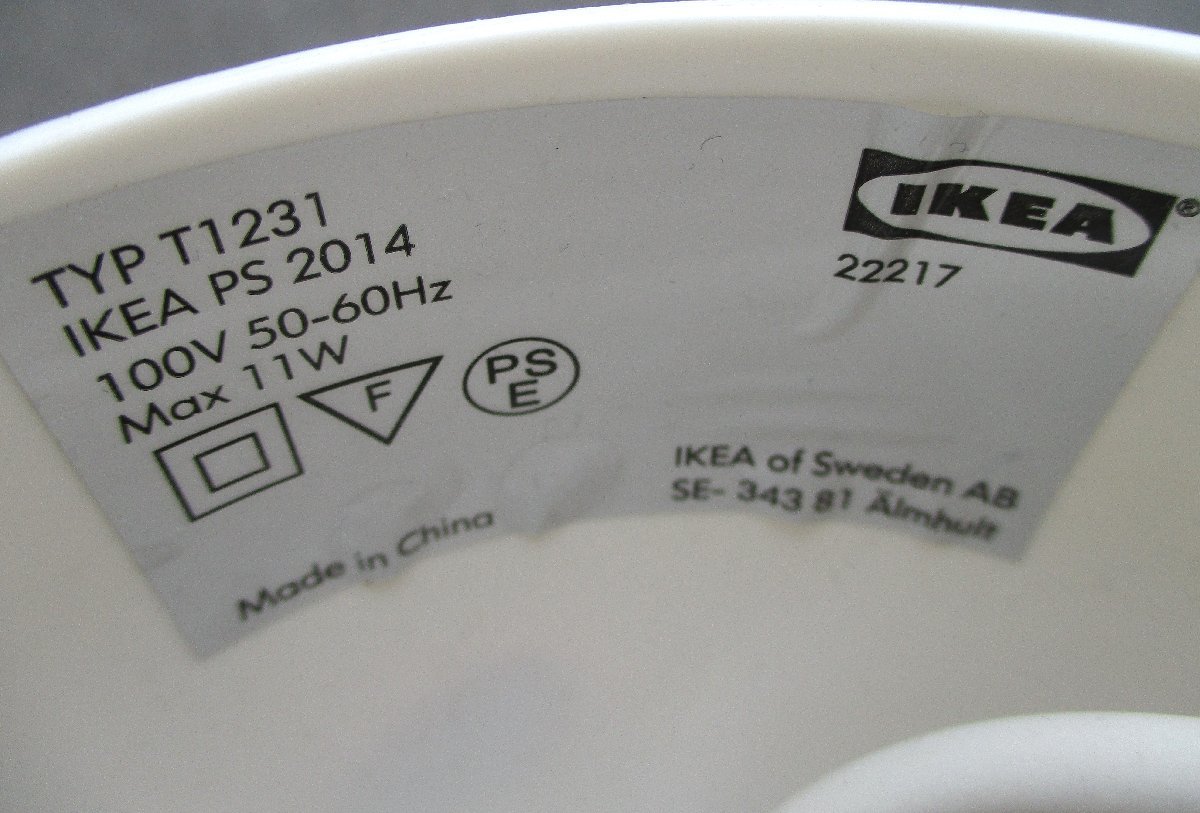 TYP T1231
IKEA PS 2014
100V 50-60Hz
Max 11W
F
PS
E
Made in China
IKEA®
22217
IKEA of Sweden AB
SE- 343 81 Älmhult